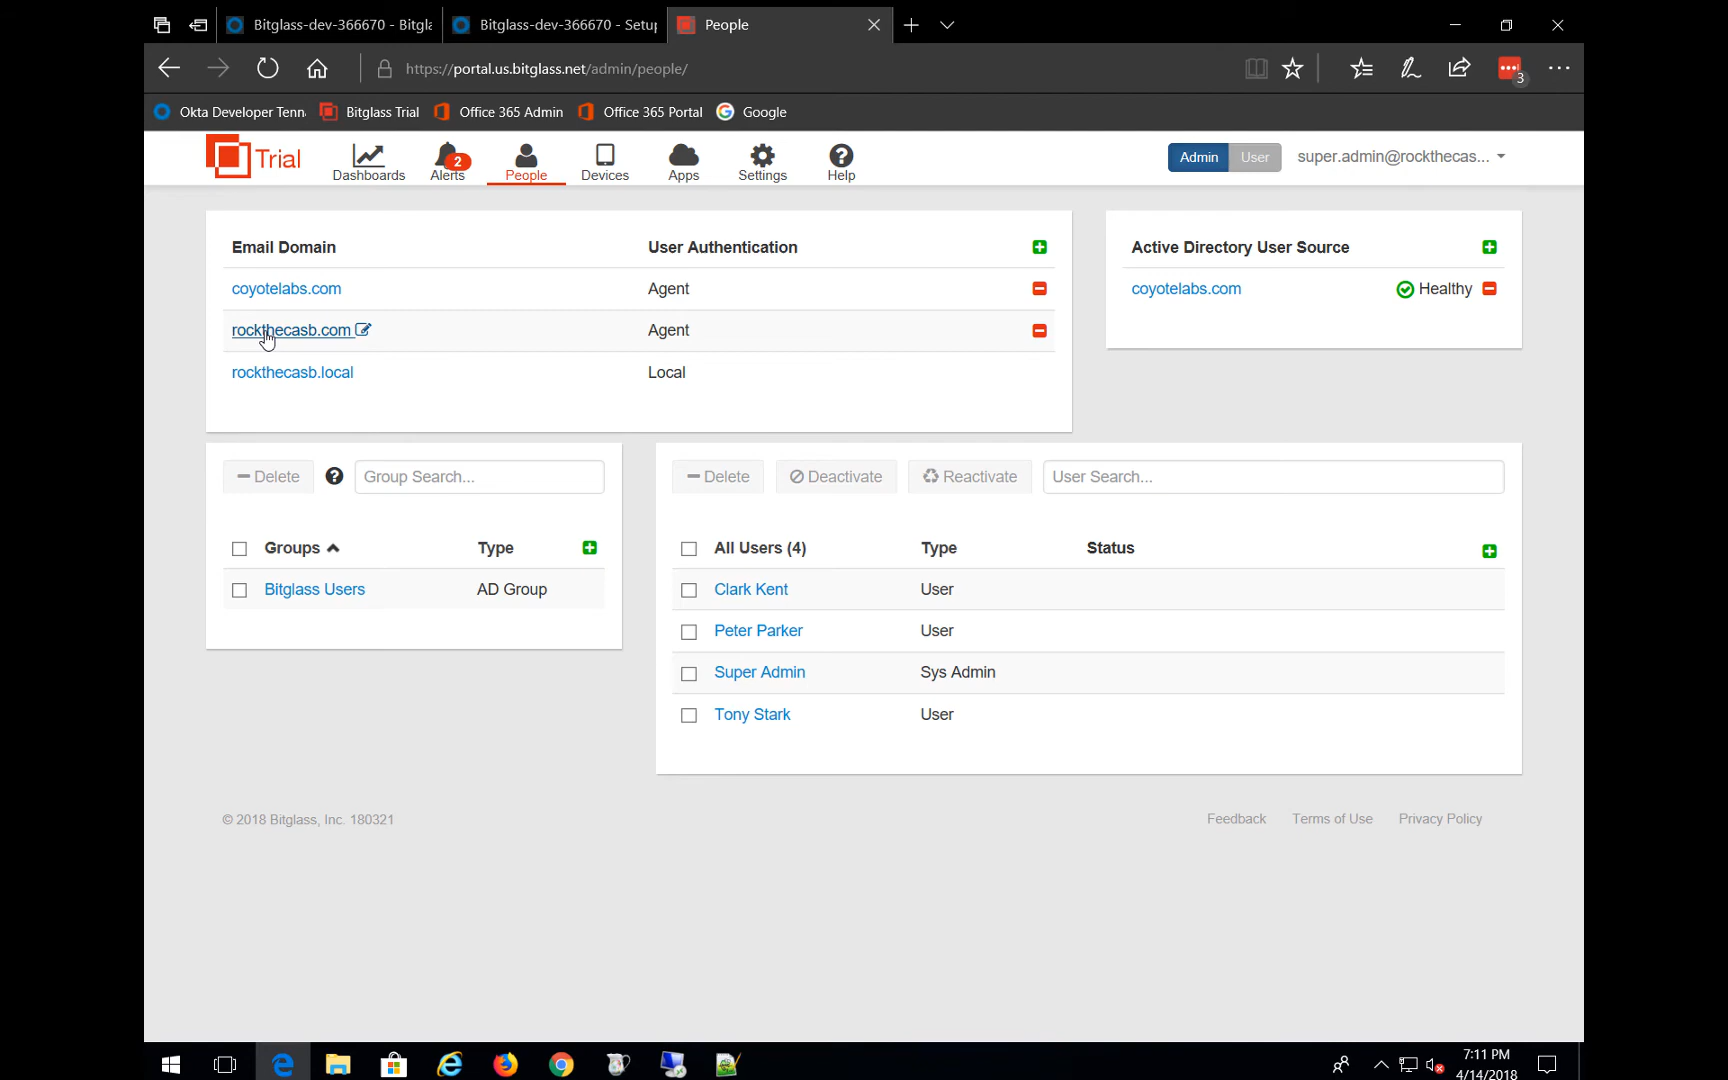 Bitglass-dev-366670 - Bitgla
Bitglass-dev-366670 - Setup
People
https://portal.us.bitglass.net/admin/people/
3
Okta Developer Tenn
Bitglass Trial
Office 365 Admin
Office 365 Portal
Google
Trial
Dashboards
2
Alerts
People
Devices
Apps
Settings
Help
Admin
User
super.admin@rockthecas...
Email Domain
User Authentication
coyotelabs.com
Agent
rockthecasb.com
Agent
rockthecasb.local
Local
Active Directory User Source
coyotelabs.com
Healthy
Delete
Group Search...
Groups
Type
Bitglass Users
AD Group
Delete
Deactivate
Reactivate
User Search...
All Users (4)
Type
Status
Clark Kent
User
Peter Parker
User
Super Admin
Sys Admin
Tony Stark
User
© 2018 Bitglass, Inc. 180321
Feedback
Terms of Use
Privacy Policy
7:11 PM
4/14/2018